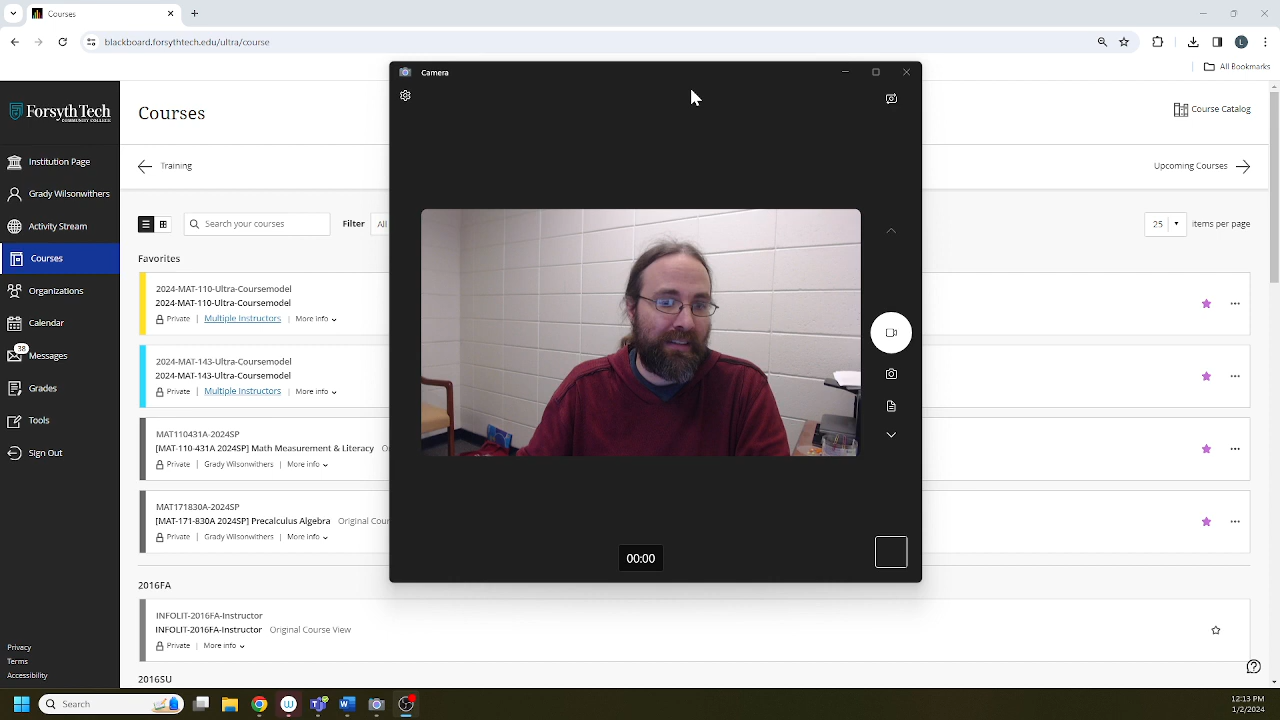 Courses
blackboard.forsythtech.edu/ultra/course
L
All Bookmarks
Camera
Forsyth Tech
COMMUNITY COLLEGE
Courses
Course Catalog
Institution Page
Training
Upcoming Courses
Grady Wilsonwithers
Activity Stream
Search your courses
Filter
All
25
items per page
Courses
Favorites
Organizations
2024-MAT-110-Ultra-Coursemodel
2024-MAT-110-Ultra-Coursemodel
Private | Multiple Instructors | More info
Calendar
38
Messages
2024-MAT-143-Ultra-Coursemodel
2024-MAT-143-Ultra-Coursemodel
Private | Multiple Instructors | More info
Grades
Tools
MAT110431A-2024SP
[MAT-110-431A 2024SP] Math Measurement & Literacy O
Private | Grady Wilsonwithers | More info
Sign Out
MAT171830A-2024SP
[MAT-171-830A 2024SP] Precalculus Algebra Original Cour
Private | Grady Wilsonwithers | More info
00:00
2016FA
INFOLIT-2016FA-Instructor
INFOLIT-2016FA-Instructor Original Course View
Private | More info
Privacy
Terms
Accessibility
2016SU
Search
12:13 PM
1/2/2024